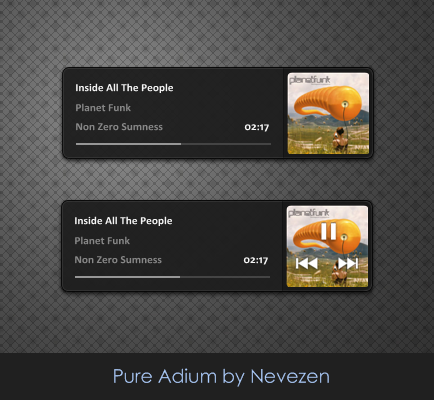 Inside All The People
Planet Funk
Non Zero Sumness 02:17
planetfunk
Inside All The People
Planet Funk
Non Zero Sumness 02:17
planetfunk
Pure Adium by Nevezen